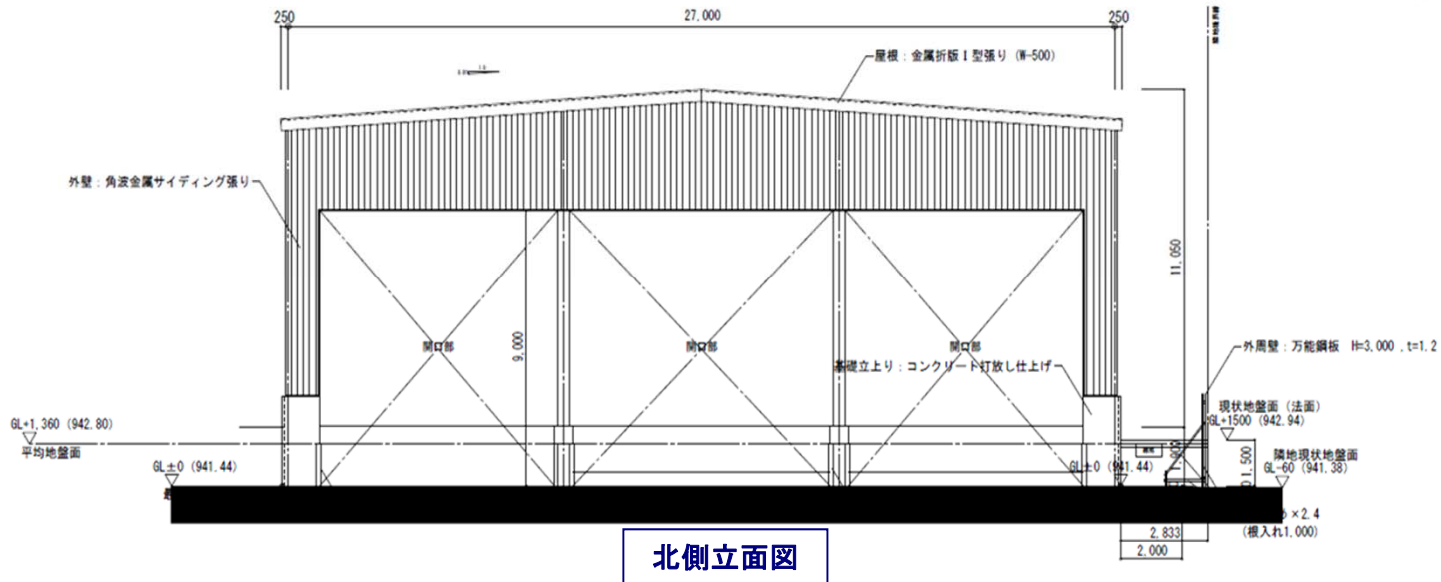 250
27,000
250
屋根：金属折版Ⅰ型張り (W-500)
外壁：角波金属サイディング張り
11,050
9,000
開口部
開口部
開口部
基礎立上り：コンクリート打放し仕上げ
外周壁：万能鋼板 H=3,000 .t=1.2
現状地盤面 (法面)
GL+1500 (942.94)
GL+1,360 (942.80)
平均地盤面
隣地現状地盤面
GL-60 (941.38)
GL±0 (941.44)
GL±0 (941.44)
1,500
×2.4
(根入れ1,000)
2,833
2,000
北側立面図